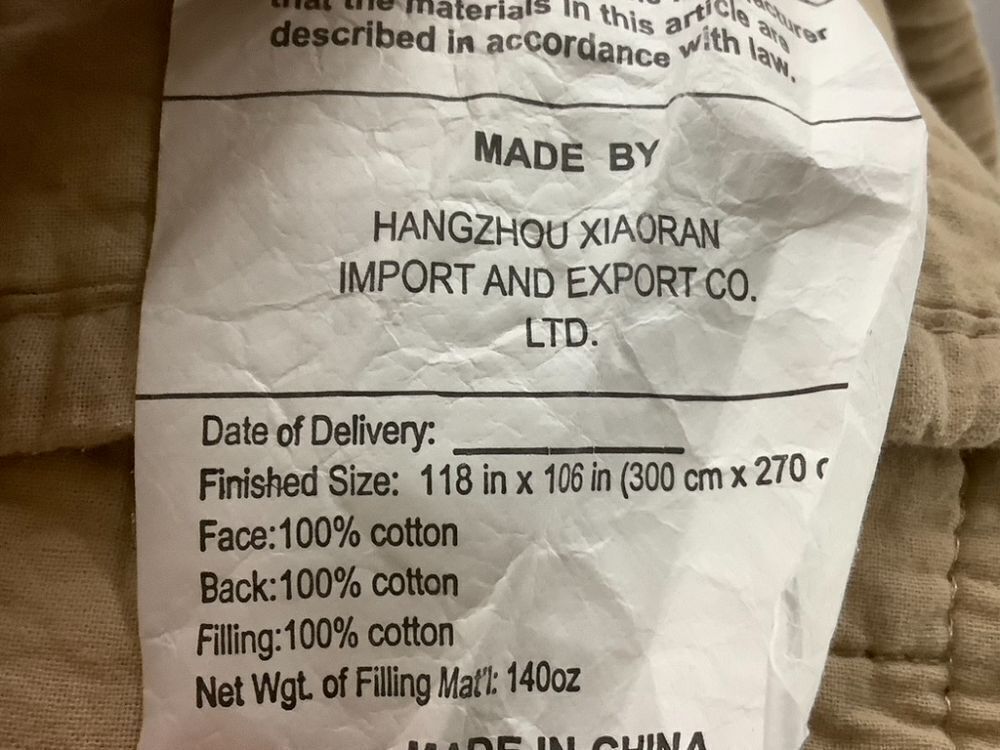 that the materials in this article are
described in accordance with law.
MADE BY
HANGZHOU XIAORAN
IMPORT AND EXPORT CO.
LTD.
Date of Delivery:
Finished Size: 118 in x 106 in (300 cm x 270 c
Face:100% cotton
Back:100% cotton
Filling:100% cotton
Net Wgt. of Filling Mat'l: 140oz
MADE IN CHINA